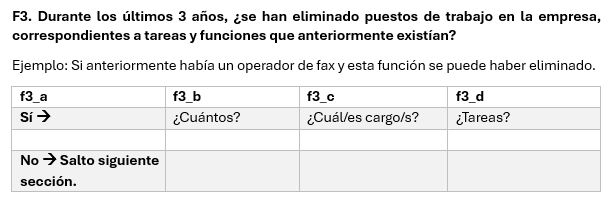 F3. Durante los últimos 3 años, ¿se han eliminado puestos de trabajo en la empresa,
correspondientes a tareas y funciones que anteriormente existían?
Ejemplo: Si anteriormente había un operador de fax y esta función se puede haber eliminado.
f3_a f3_b f3_c f3_d
Sí → ¿Cuántos? ¿Cuál/es cargo/s? ¿Tareas?
No → Salto siguiente
sección.